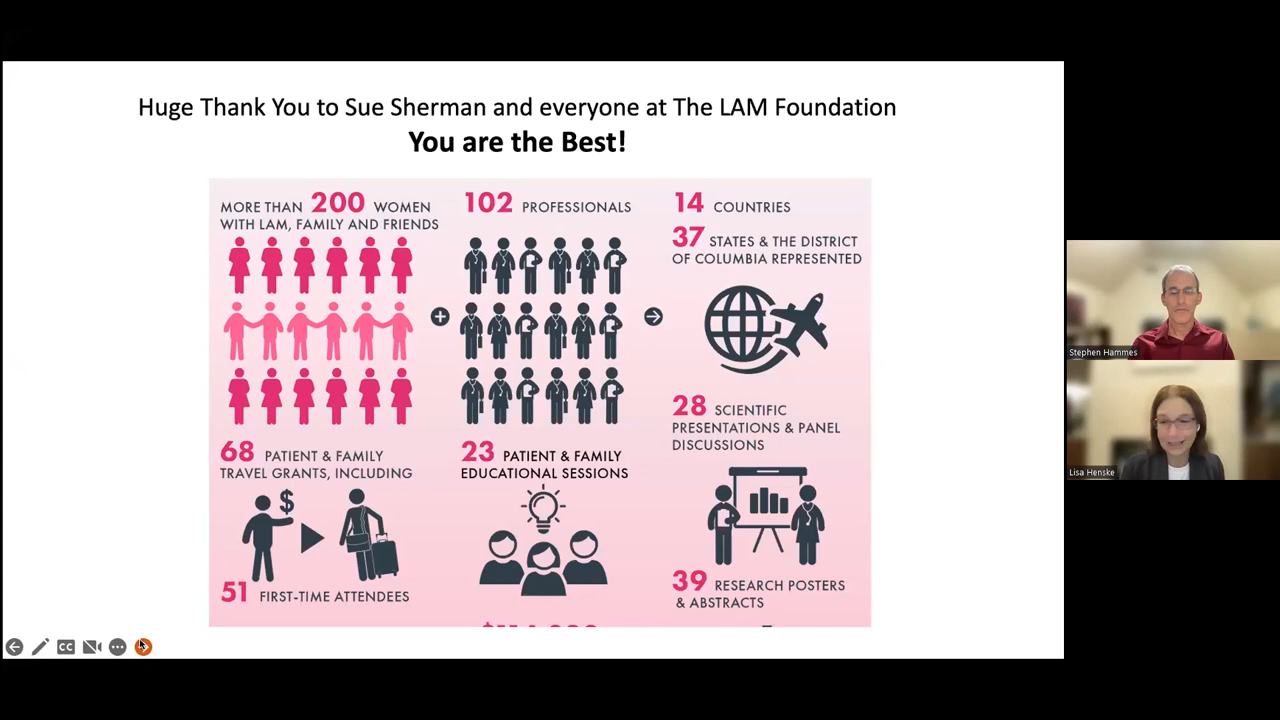 Huge Thank You to Sue Sherman and everyone at The LAM Foundation
You are the Best!
MORE THAN 200 WOMEN
WITH LAM, FAMILY AND FRIENDS
102 PROFESSIONALS
14 COUNTRIES
37 STATES & THE DISTRICT
OF COLUMBIA REPRESENTED
28 SCIENTIFIC
PRESENTATIONS & PANEL
DISCUSSIONS
68 PATIENT & FAMILY
TRAVEL GRANTS, INCLUDING
$
51 FIRST-TIME ATTENDEES
23 PATIENT & FAMILY
EDUCATIONAL SESSIONS
39 RESEARCH POSTERS
& ABSTRACTS
CC
Stephen Hammes
Lisa Henske